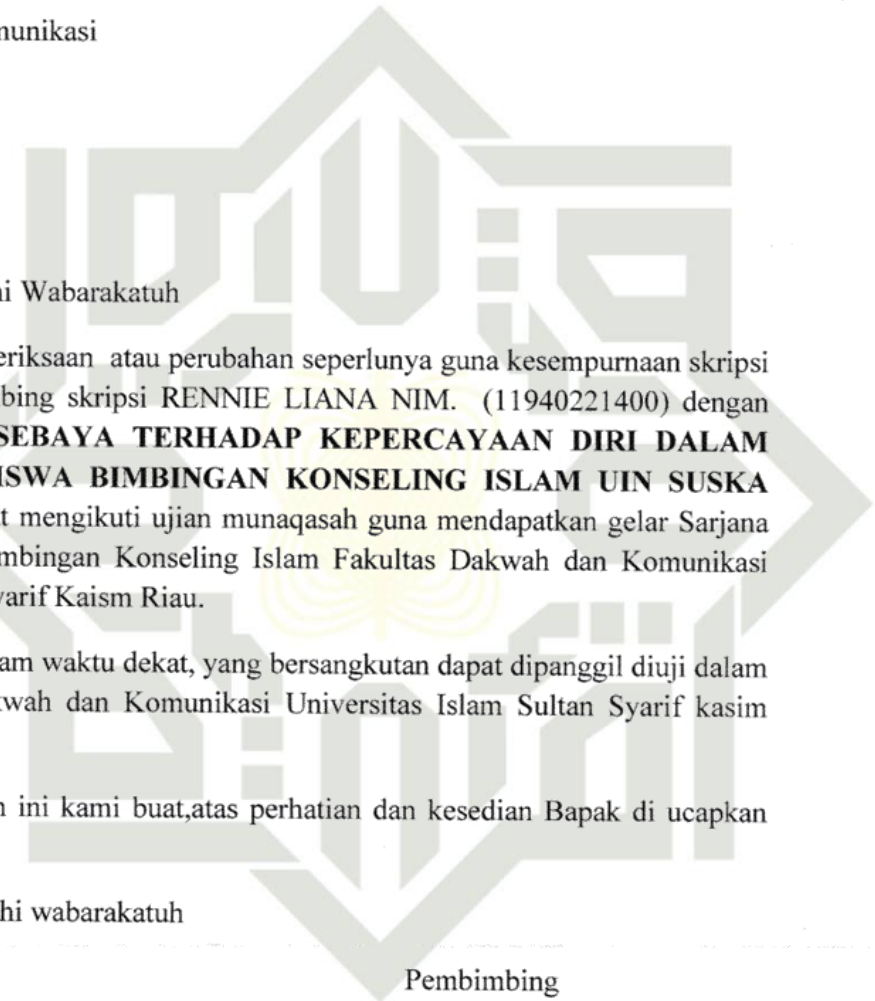 munikasi
ni Wabarakatuh
eriksaan atau perubahan seperlunya guna kesempurnaan skripsi
bing skripsi RENNIE LIANA NIM. (11940221400) dengan
SEBAYA TERHADAP KEPERCAYAAN DIRI DALAM
ISWA BIMBINGAN KONSELING ISLAM UIN SUSKA
t mengikuti ujian munaqasah guna mendapatkan gelar Sarjana
mbingan Konseling Islam Fakultas Dakwah dan Komunikasi
yarif Kaism Riau.
am waktu dekat, yang bersangkutan dapat dipanggil diuji dalam
kwah dan Komunikasi Universitas Islam Sultan Syarif kasim
n ini kami buat,atas perhatian dan kesedian Bapak di ucapkan
hi wabarakatuh
Pembimbing